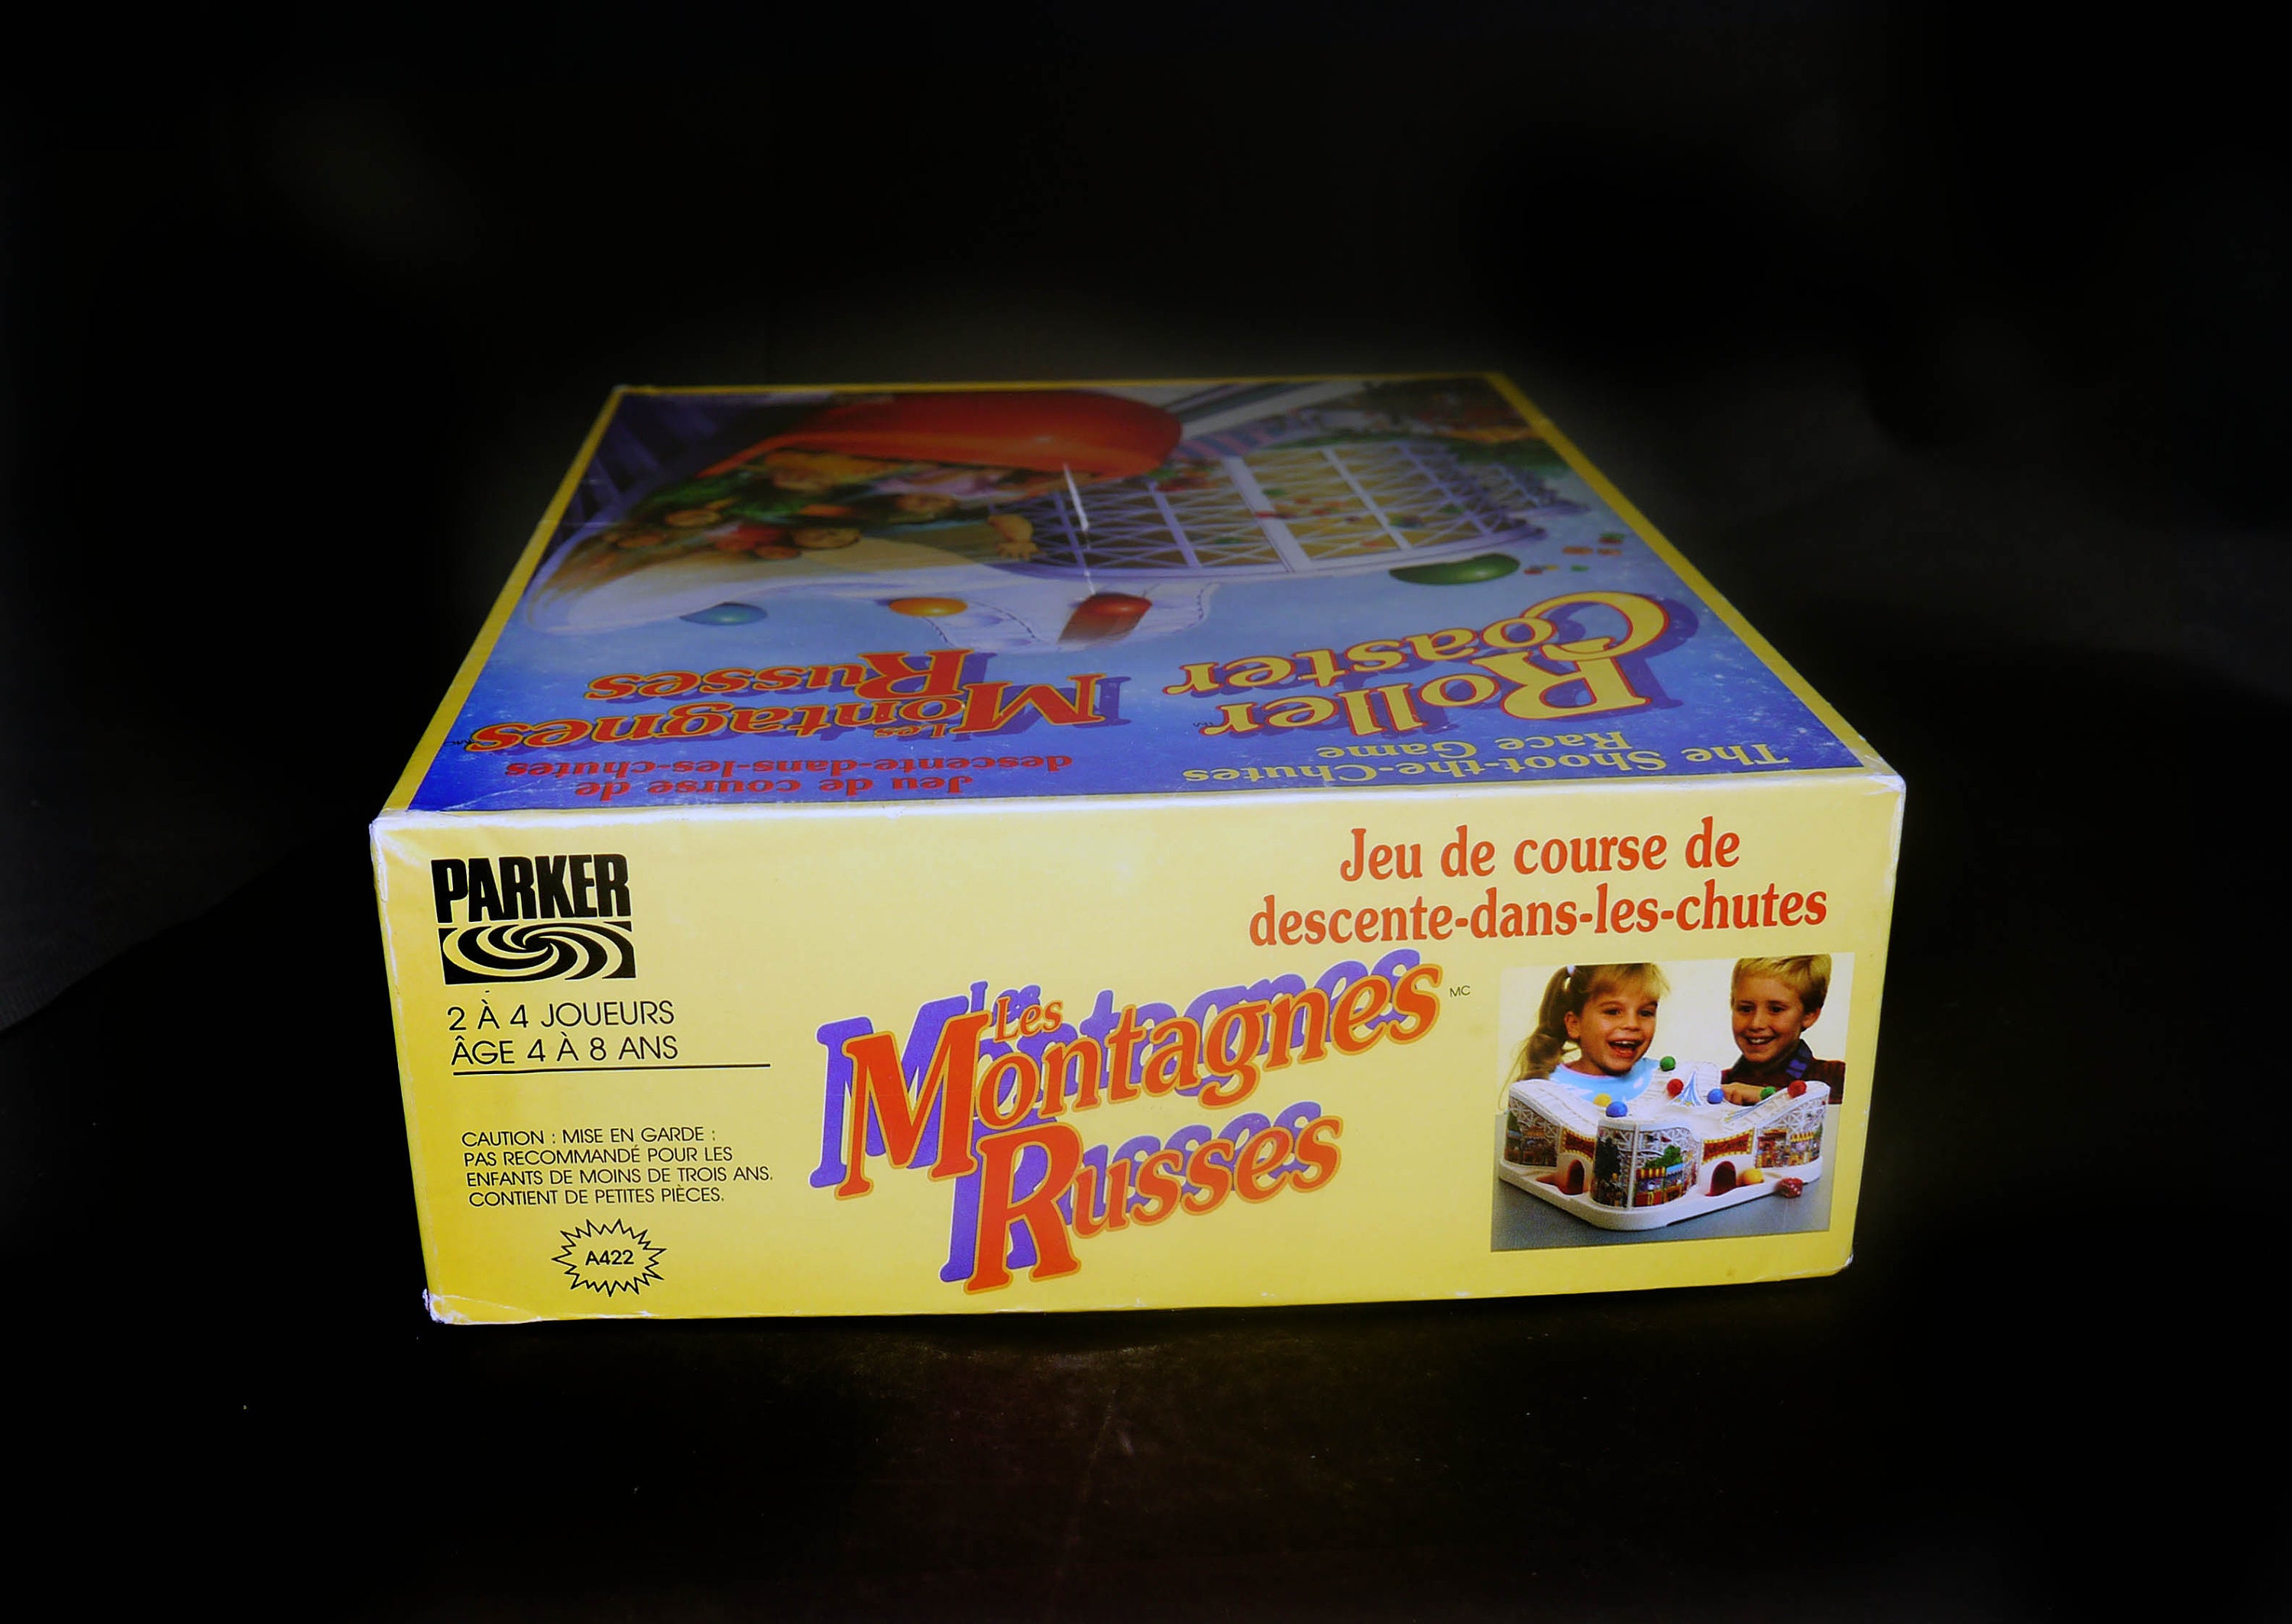 The Shoot-the-Chutes
Race Game
Roller
Coaster
TM
Jeu de course de
descente-dans-les-chutes
Les
Montagnes
Russes
MC
PARKER
2 À 4 JOUEURS
ÂGE 4 À 8 ANS
CAUTION : MISE EN GARDE :
PAS RECOMMANDÉ POUR LES
ENFANTS DE MOINS DE TROIS ANS.
CONTIENT DE PETITES PIÈCES.
A422
Jeu de course de
descente-dans-les-chutes
Les
Montagnes
Russes
MC